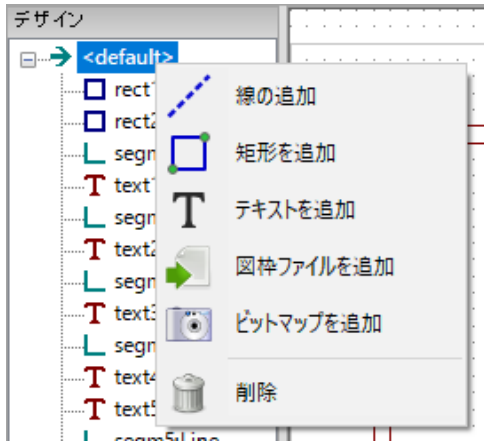 デザイン
<default>
rect1
線の追加
rect2
矩形を追加
segm
text1
テキストを追加
segm
text2
図枠ファイルを追加
segm
text3
ビットマップを追加
segm
text4
削除
text5
segm5:Line